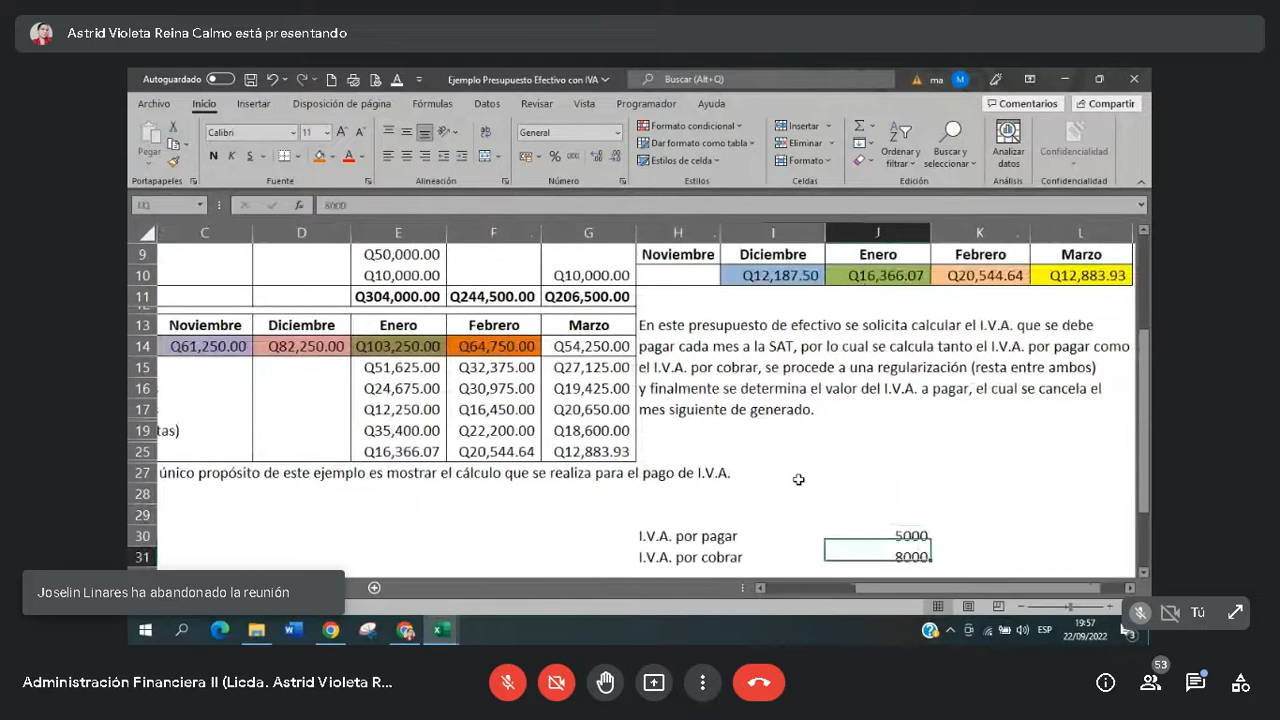 Astrid Violeta Reina Calmo está presentando
Autoguardado
Ejemplo Presupuesto Efectivo con IVA
Buscar (Alt+Q)
ma
M
Archivo Inicio Insertar Disposición de página Fórmulas Datos Revisar Vista Programador Ayuda
Comentarios
Compartir
Pegar
Calibri
11
N K S
General
Formato condicional
Dar formato como tabla
Estilos de celda
Insertar
Eliminar
Formato
Ordenar y filtrar
Buscar y seleccionar
Analizar datos
Confidencialidad
Portapapeles Fuente Alineación Número Estilos Celdas Edición Análisis Confidencialidad
8000
C D E F G H I J K L
9 Q50,000.00 Noviembre Diciembre Enero Febrero Marzo
10 Q10,000.00 Q10,000.00 Q12,187.50 Q16,366.07 Q20,544.64 Q12,883.93
11 Q304,000.00 Q244,500.00 Q206,500.00
13 Noviembre Diciembre Enero Febrero Marzo En este presupuesto de efectivo se solicita calcular el I.V.A. que se debe
14 Q61,250.00 Q82,250.00 Q103,250.00 Q64,750.00 Q54,250.00 pagar cada mes a la SAT, por lo cual se calcula tanto el I.V.A. por pagar como
15 Q51,625.00 Q32,375.00 Q27,125.00 el I.V.A. por cobrar, se procede a una regularización (resta entre ambos)
16 Q24,675.00 Q30,975.00 Q19,425.00 y finalmente se determina el valor del I.V.A. a pagar, el cual se cancela el
17 Q12,250.00 Q16,450.00 Q20,650.00 mes siguiente de generado.
19 tas) Q35,400.00 Q22,200.00 Q18,600.00
25 Q16,366.07 Q20,544.64 Q12,883.93
27 único propósito de este ejemplo es mostrar el cálculo que se realiza para el pago de I.V.A.
28
29
30 I.V.A. por pagar 5000
31 I.V.A. por cobrar 8000
Joselin Linares ha abandonado la reunión
Tú
ESP
19:57
22/09/2022
3
Administración Financiera II (Licda. Astrid Violeta R...
53